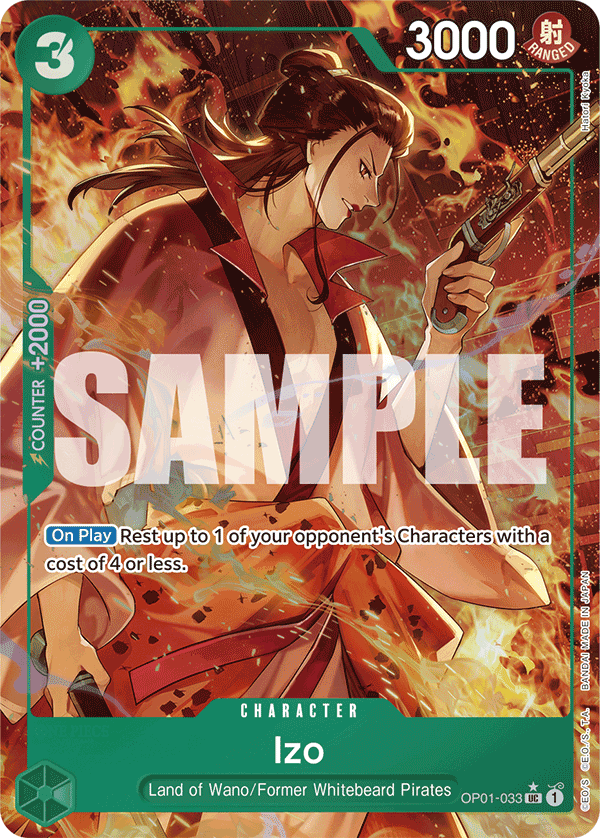 3
3000
射
RANGED
Hatori Kyoka
COUNTER +2000
SAMPLE
On Play Rest up to 1 of your opponent's Characters with a
cost of 4 or less.
BANDAI MADE IN JAPAN
CHARACTER
Izo
Land of Wano/Former Whitebeard Pirates
OP01-033 UC 1